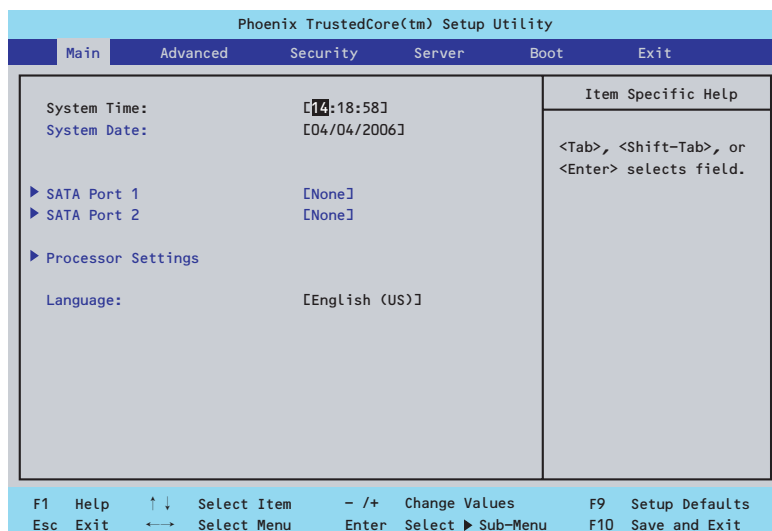 Phoenix TrustedCore(tm) Setup Utility
Main Advanced Security Server Boot Exit
Item Specific Help
System Time: [14:18:58]
System Date: [04/04/2006]
<Tab>, <Shift-Tab>, or
<Enter> selects field.
SATA Port 1 [None]
SATA Port 2 [None]
Processor Settings
Language: [English (US)]
F1 Help ↑↓ Select Item - /+ Change Values F9 Setup Defaults
Esc Exit ←→ Select Menu Enter Select ▶ Sub-Menu F10 Save and Exit